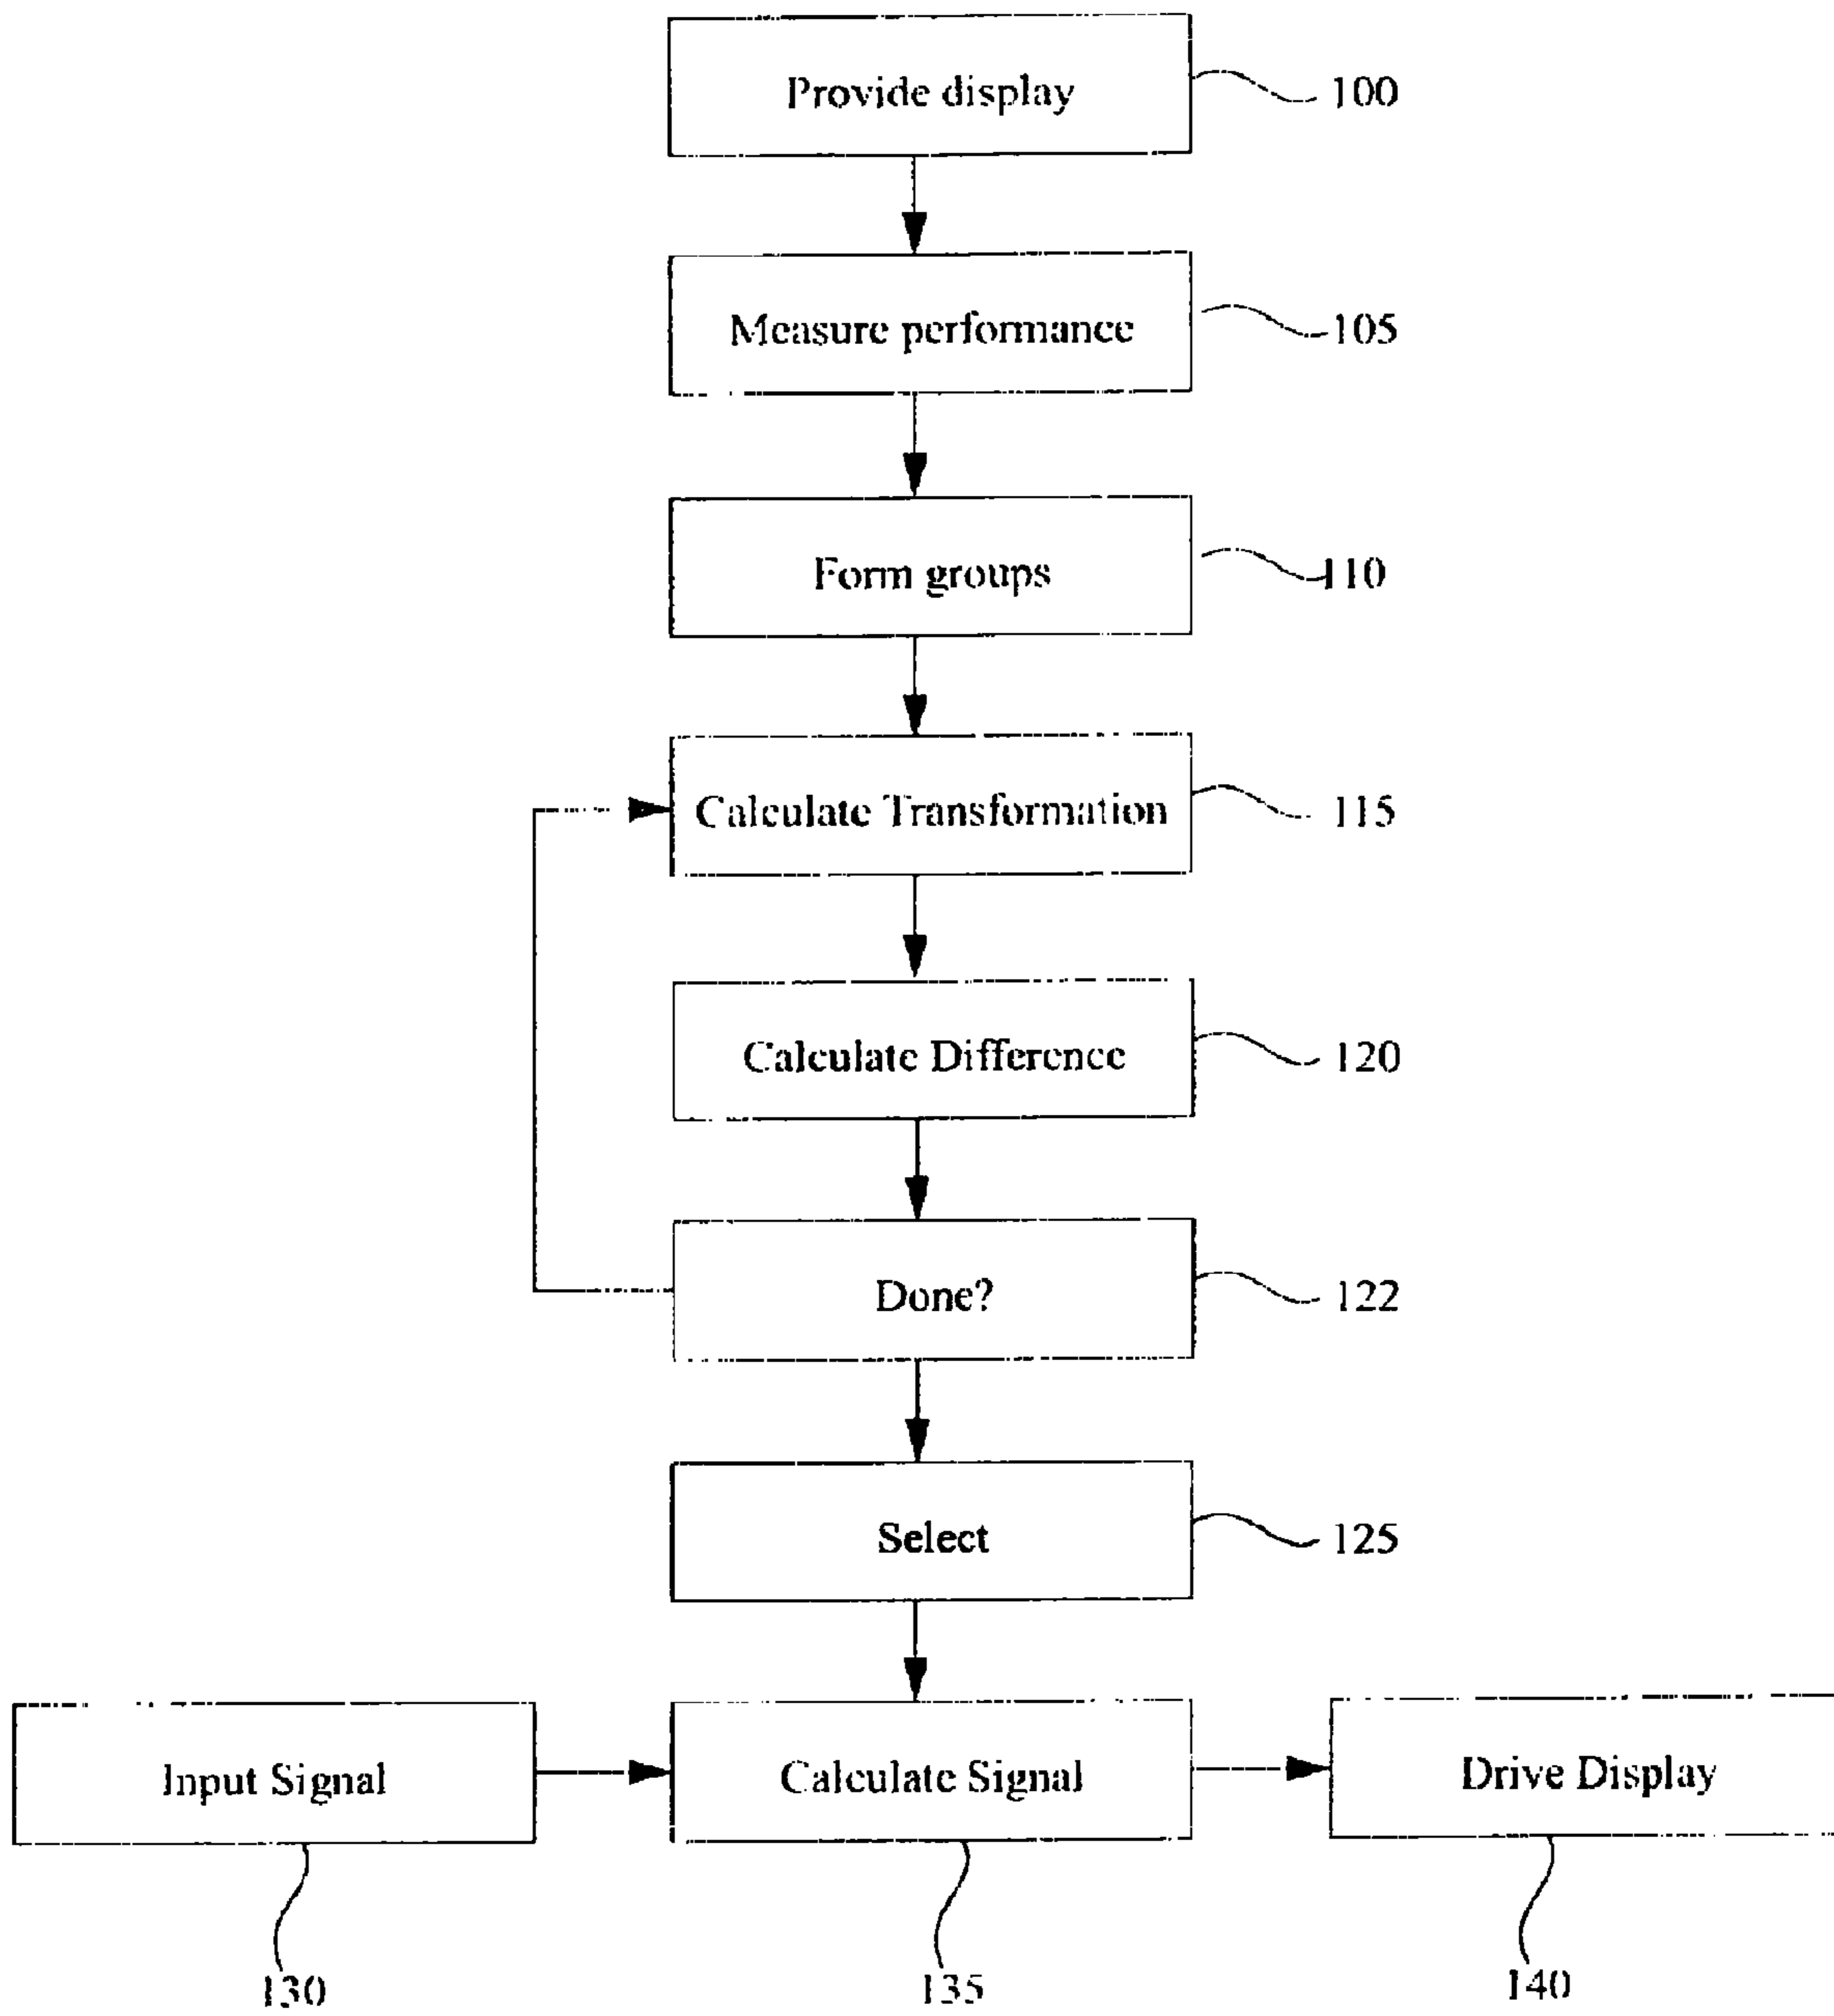 Provide display
100
Measure performance
105
Form groups
110
Calculate Transformation
115
Calculate Difference
120
Done?
122
Select
125
Input Signal
Calculate Signal
Drive Display
130
135
140